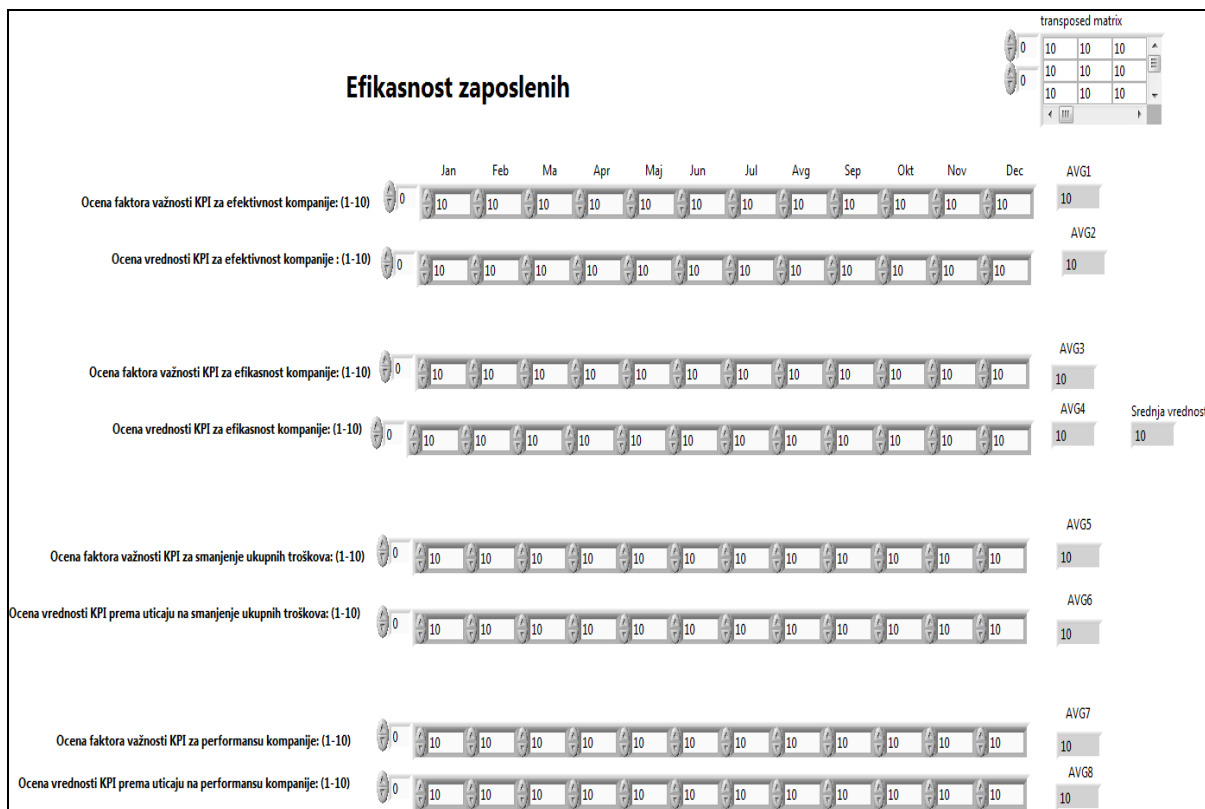 transposed matrix
0 10 10 10
0 10 10 10
10 10 10
Efikasnost zaposlenih
Jan Feb Ma Apr Maj Jun Jul Avg Sep Okt Nov Dec AVG1
Ocena faktora važnosti KPI za efektivnost kompanije: (1-10) 0 10 10 10 10 10 10 10 10 10 10 10 10 10
AVG2
Ocena vrednosti KPI za efektivnost kompanije : (1-10) 0 10 10 10 10 10 10 10 10 10 10 10 10 10
AVG3
Ocena faktora važnosti KPI za efikasnost kompanije: (1-10) 0 10 10 10 10 10 10 10 10 10 10 10 10 10
AVG4 Srednja vrednost
Ocena vrednosti KPI za efikasnost kompanije: (1-10) 0 10 10 10 10 10 10 10 10 10 10 10 10 10 10
AVG5
Ocena faktora važnosti KPI za smanjenje ukupnih troškova: (1-10) 0 10 10 10 10 10 10 10 10 10 10 10 10 10
AVG6
Ocena vrednosti KPI prema uticaju na smanjenje ukupnih troškova: (1-10) 0 10 10 10 10 10 10 10 10 10 10 10 10 10
AVG7
Ocena faktora važnosti KPI za performansu kompanije: (1-10) 0 10 10 10 10 10 10 10 10 10 10 10 10 10
AVG8
Ocena vrednosti KPI prema uticaju na performansu kompanije: (1-10) 0 10 10 10 10 10 10 10 10 10 10 10 10 10